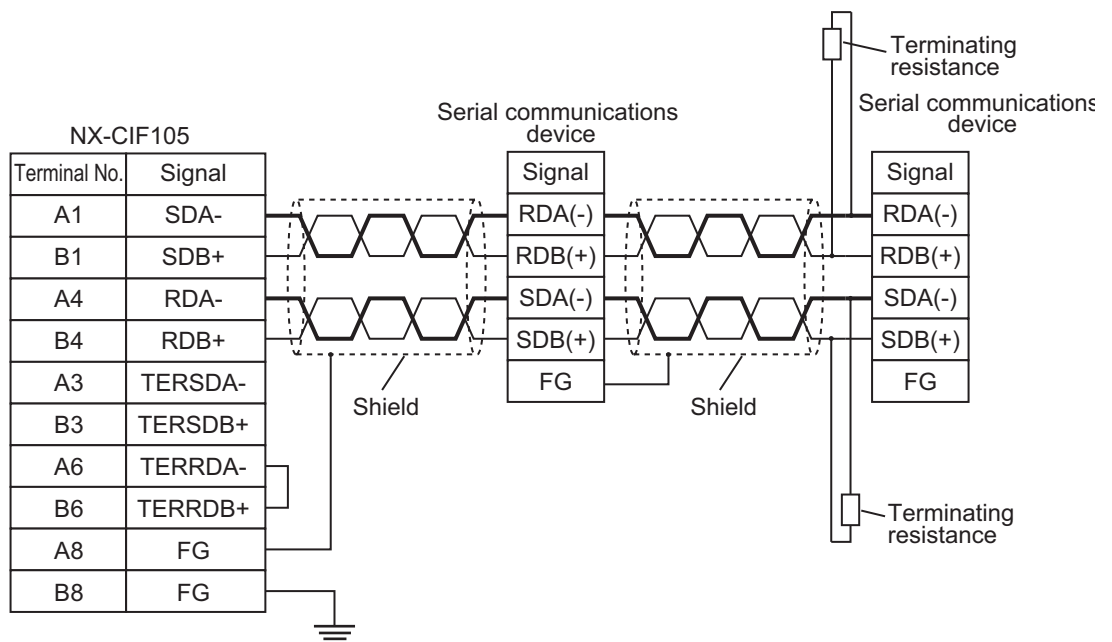 Terminating
resistance
Serial communications
device
Serial communications
device
NX-CIF105
Terminal No. Signal
A1 SDA-
B1 SDB+
A4 RDA-
B4 RDB+
A3 TERSDA-
B3 TERSDB+
A6 TERRDA-
B6 TERRDB+
A8 FG
B8 FG
Shield
Signal
RDA(-)
RDB(+)
SDA(-)
SDB(+)
FG
Shield
Signal
RDA(-)
RDB(+)
SDA(-)
SDB(+)
FG
Terminating
resistance